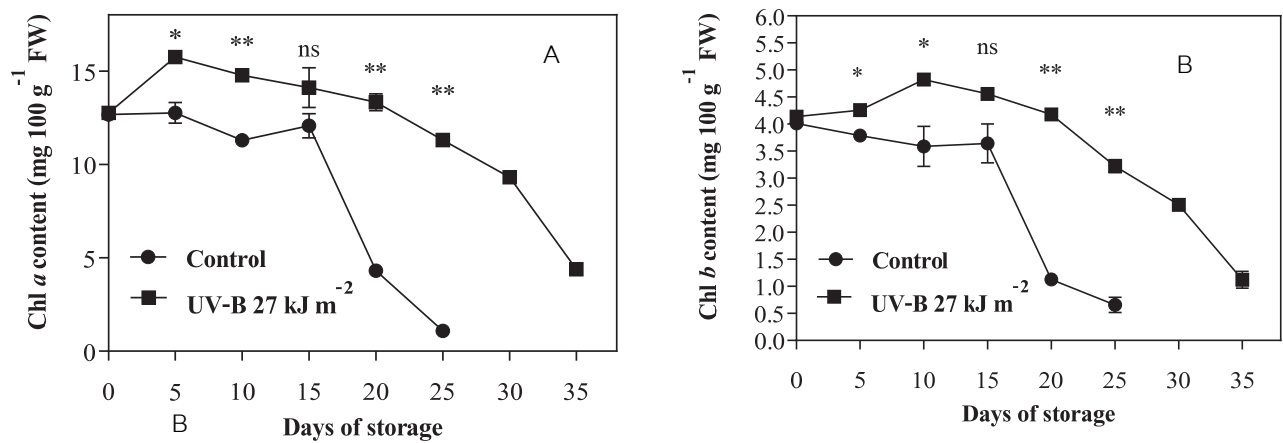 Chl a content (mg 100 g-1 FW)
15
10
5
0
* ** ns ** **
A
Control
UV-B 27 kJ m-2
0 5 10 15 20 25 30 35
B
Days of storage
Chl b content (mg 100 g-1 FW)
6.0
5.5
5.0
4.5
4.0
3.5
3.0
2.5
2.0
1.5
1.0
0.5
0.0
* * ns ** **
B
Control
UV-B 27 kJ m-2
0 5 10 15 20 25 30 35
Days of storage